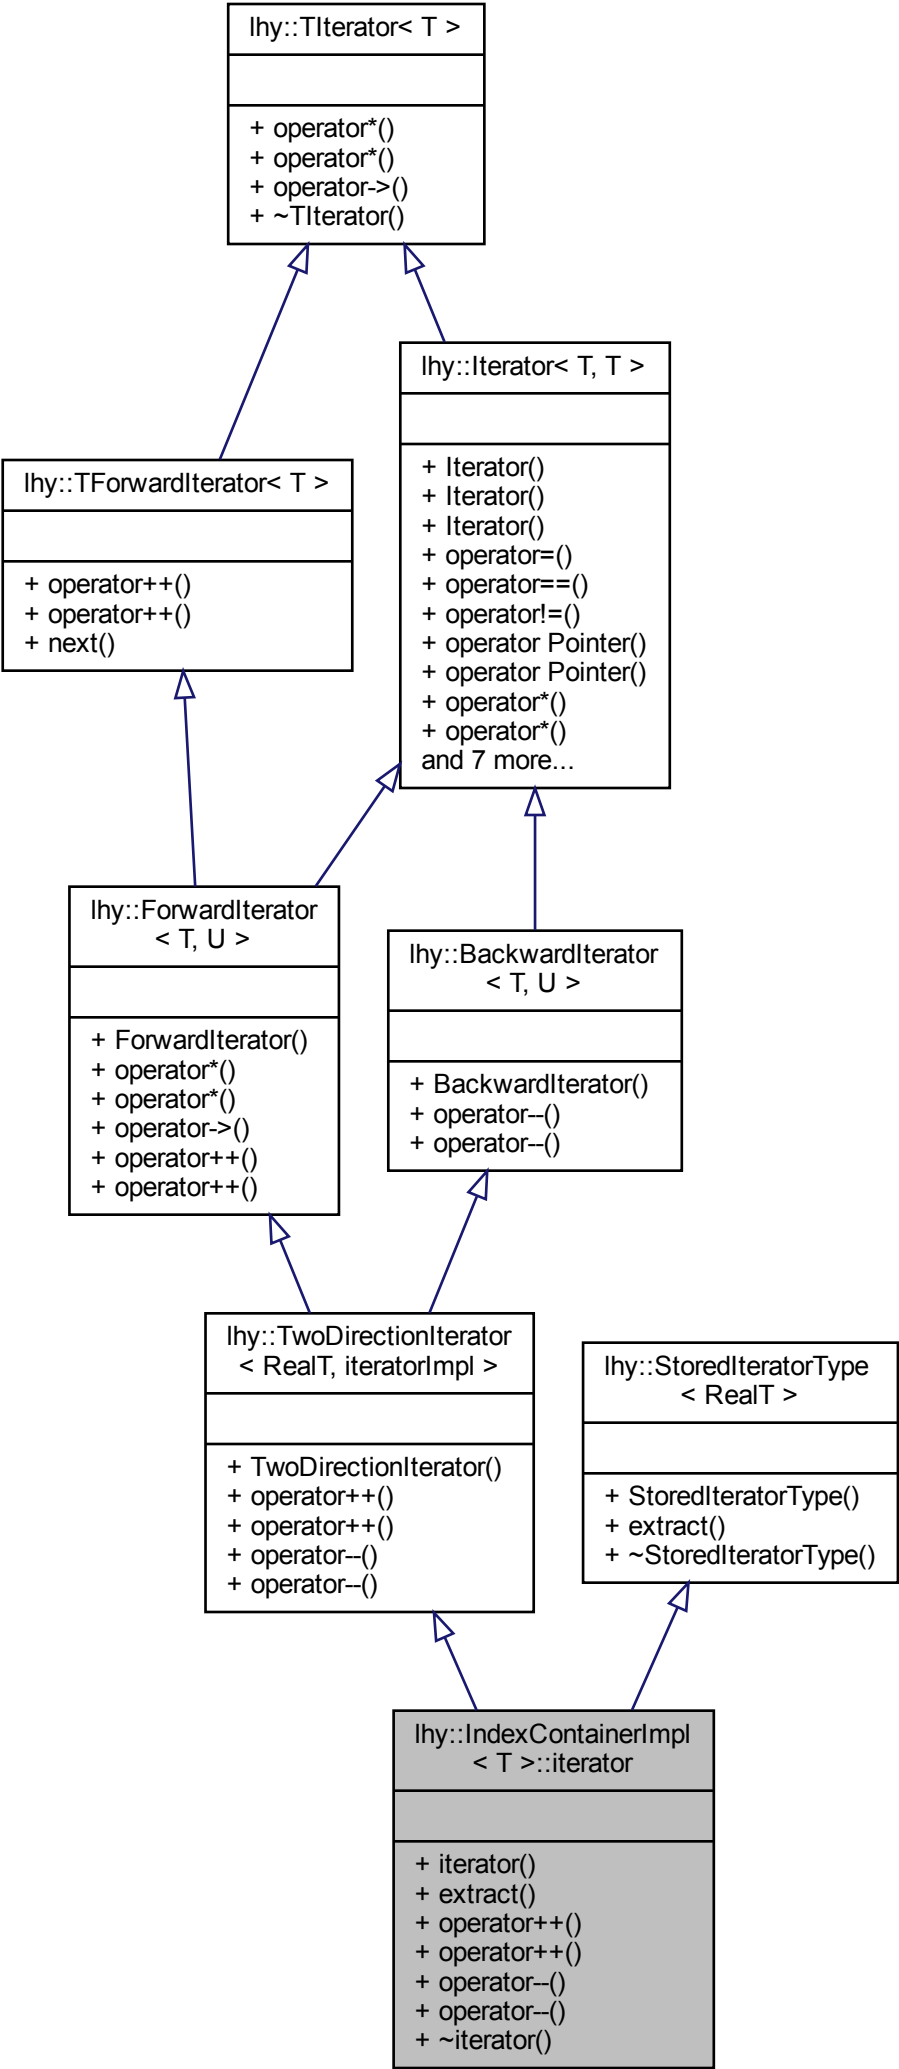 lhy::TIterator< T >
+ operator*()
+ operator*()
+ operator->()
+ ~TIterator()
lhy::Iterator< T, T >
+ Iterator()
+ Iterator()
+ Iterator()
+ operator=()
+ operator==()
+ operator!=()
+ operator Pointer()
+ operator Pointer()
+ operator*()
+ operator*()
and 7 more...
lhy::TForwardIterator< T >
+ operator++()
+ operator++()
+ next()
lhy::ForwardIterator
< T, U >
+ ForwardIterator()
+ operator*()
+ operator*()
+ operator->()
+ operator++()
+ operator++()
lhy::BackwardIterator
< T, U >
+ BackwardIterator()
+ operator--()
+ operator--()
lhy::TwoDirectionIterator
< RealT, iteratorImpl >
+ TwoDirectionIterator()
+ operator++()
+ operator++()
+ operator--()
+ operator--()
lhy::StoredIteratorType
< RealT >
+ StoredIteratorType()
+ extract()
+ ~StoredIteratorType()
lhy::IndexContainerImpl
< T >::iterator
+ iterator()
+ extract()
+ operator++()
+ operator++()
+ operator--()
+ operator--()
+ ~iterator()